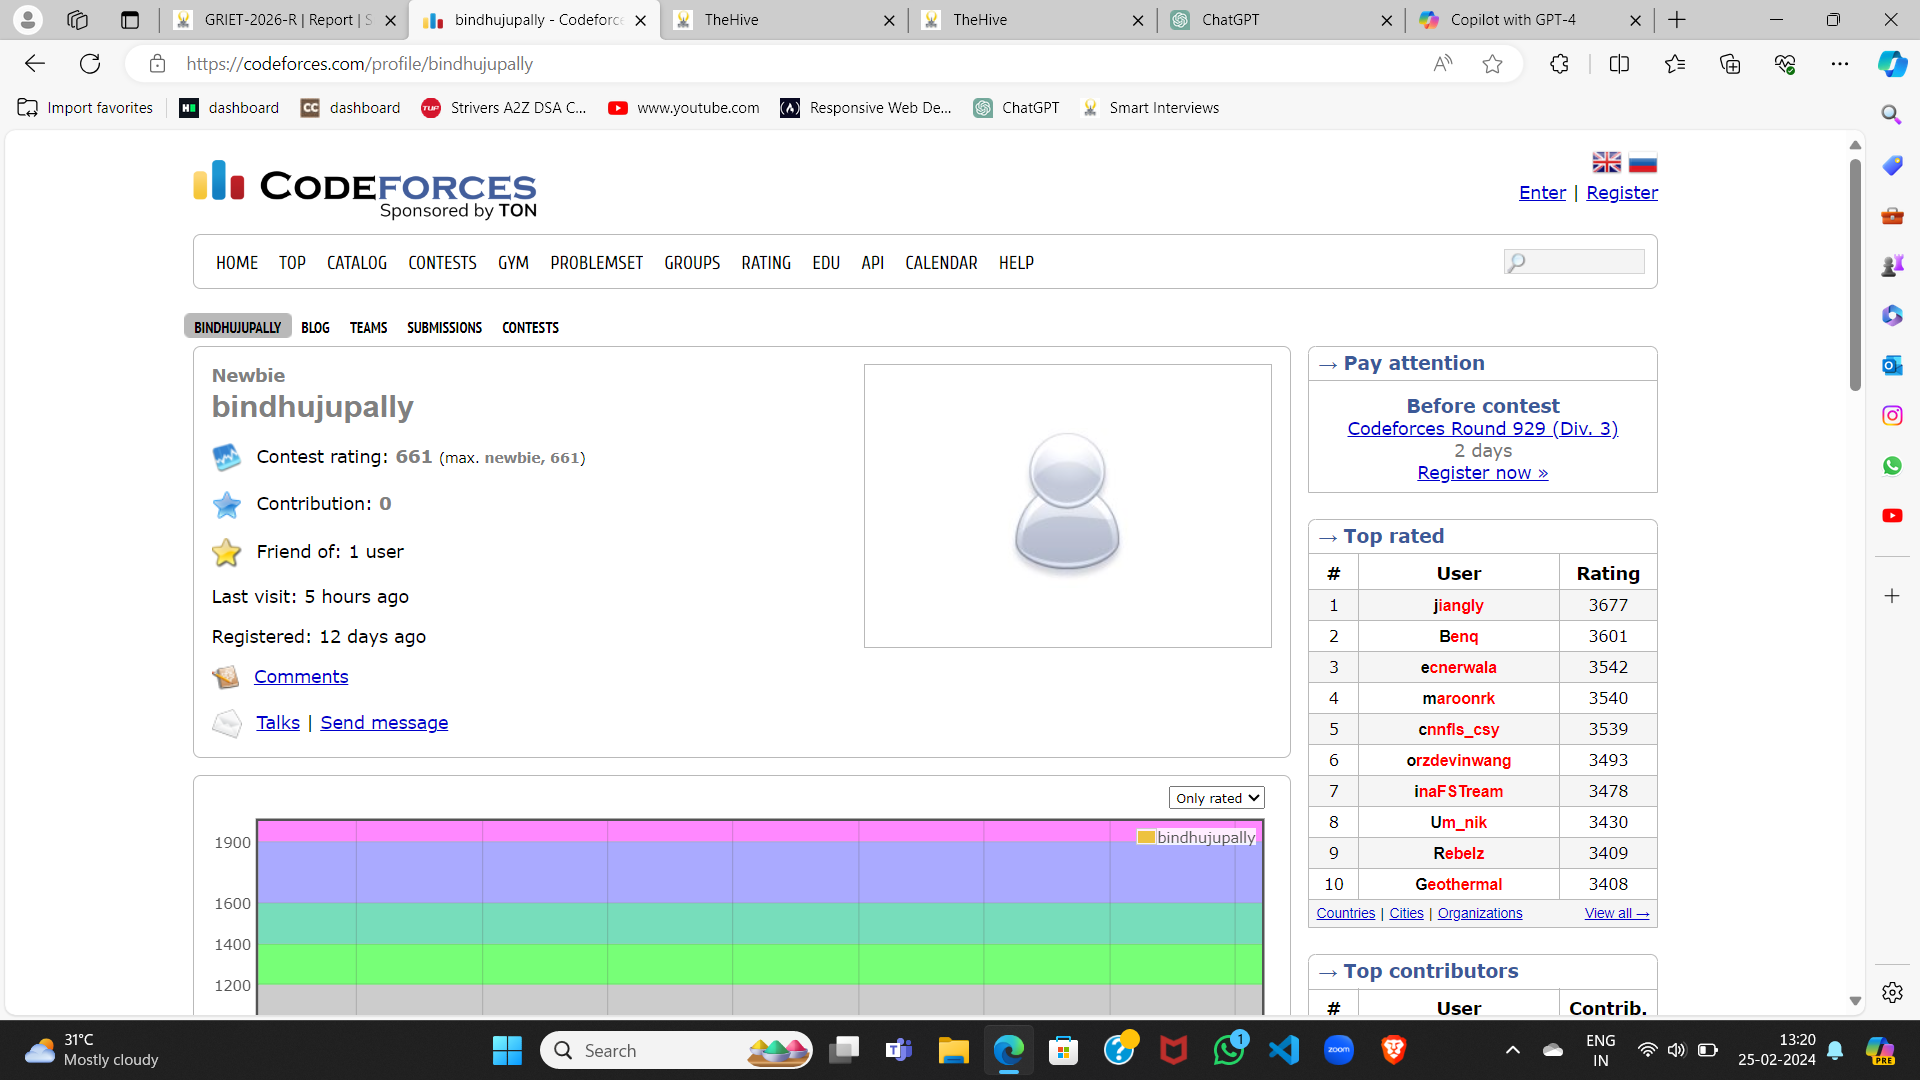 GRIET-2026-R | Report | S
bindhujupally - Codeforce
TheHive
TheHive
ChatGPT
Copilot with GPT-4
https://codeforces.com/profile/bindhujupally
Import favorites
dashboard
dashboard
Strivers A2Z DSA C...
www.youtube.com
Responsive Web De...
ChatGPT
Smart Interviews
CODEFORCES
Sponsored by TON
Enter | Register
HOME TOP CATALOG CONTESTS GYM PROBLEMSET GROUPS RATING EDU API CALENDAR HELP
BINDHUJUPALLY BLOG TEAMS SUBMISSIONS CONTESTS
Newbie
bindhujupally
Contest rating: 661 (max. newbie, 661)
Contribution: 0
Friend of: 1 user
Last visit: 5 hours ago
Registered: 12 days ago
Comments
Talks | Send message
→ Pay attention
Before contest
Codeforces Round 929 (Div. 3)
2 days
Register now »
→ Top rated
# User Rating
1 jiangly 3677
2 Benq 3601
3 ecnerwala 3542
4 maroonrk 3540
5 cnnfls_csy 3539
6 orzdevinwang 3493
7 inaFSTream 3478
8 Um_nik 3430
9 Rebelz 3409
10 Geothermal 3408
Countries | Cities | Organizations View all →
→ Top contributors
# User Contrib.
Only rated
bindhujupally
1900
1600
1400
1200
31°C
Mostly cloudy
Search
1
zoom
ENG
IN
13:20
25-02-2024
PRE